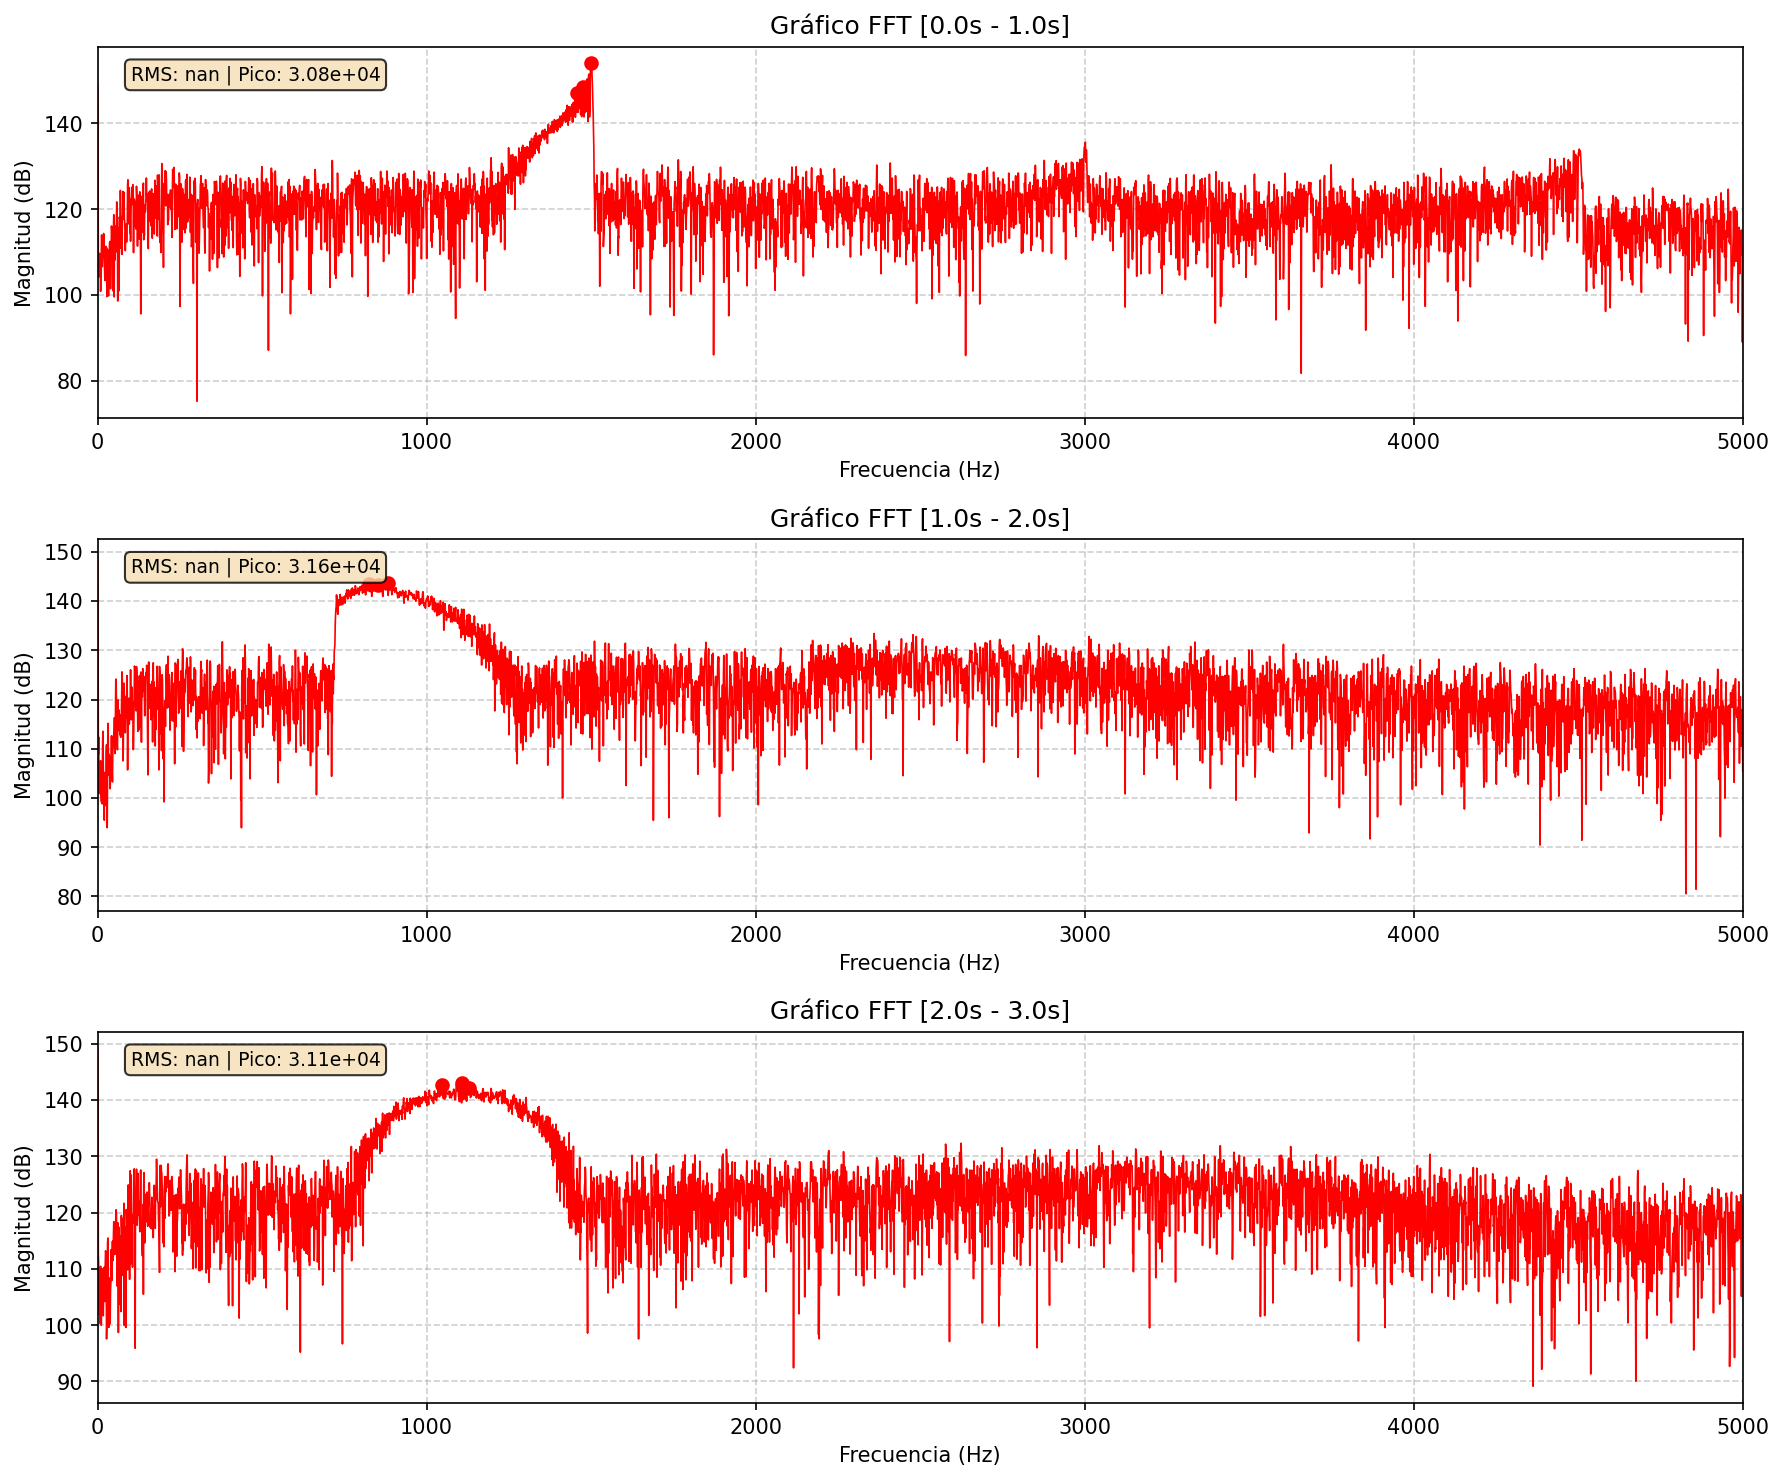 Gráfico FFT [0.0s - 1.0s]
RMS: nan | Pico: 3.08e+04
Magnitud (dB)
140
120
100
80
0 1000 2000 3000 4000 5000
Frecuencia (Hz)
Gráfico FFT [1.0s - 2.0s]
RMS: nan | Pico: 3.16e+04
Magnitud (dB)
150
140
130
120
110
100
90
80
0 1000 2000 3000 4000 5000
Frecuencia (Hz)
Gráfico FFT [2.0s - 3.0s]
RMS: nan | Pico: 3.11e+04
Magnitud (dB)
150
140
130
120
110
100
90
0 1000 2000 3000 4000 5000
Frecuencia (Hz)